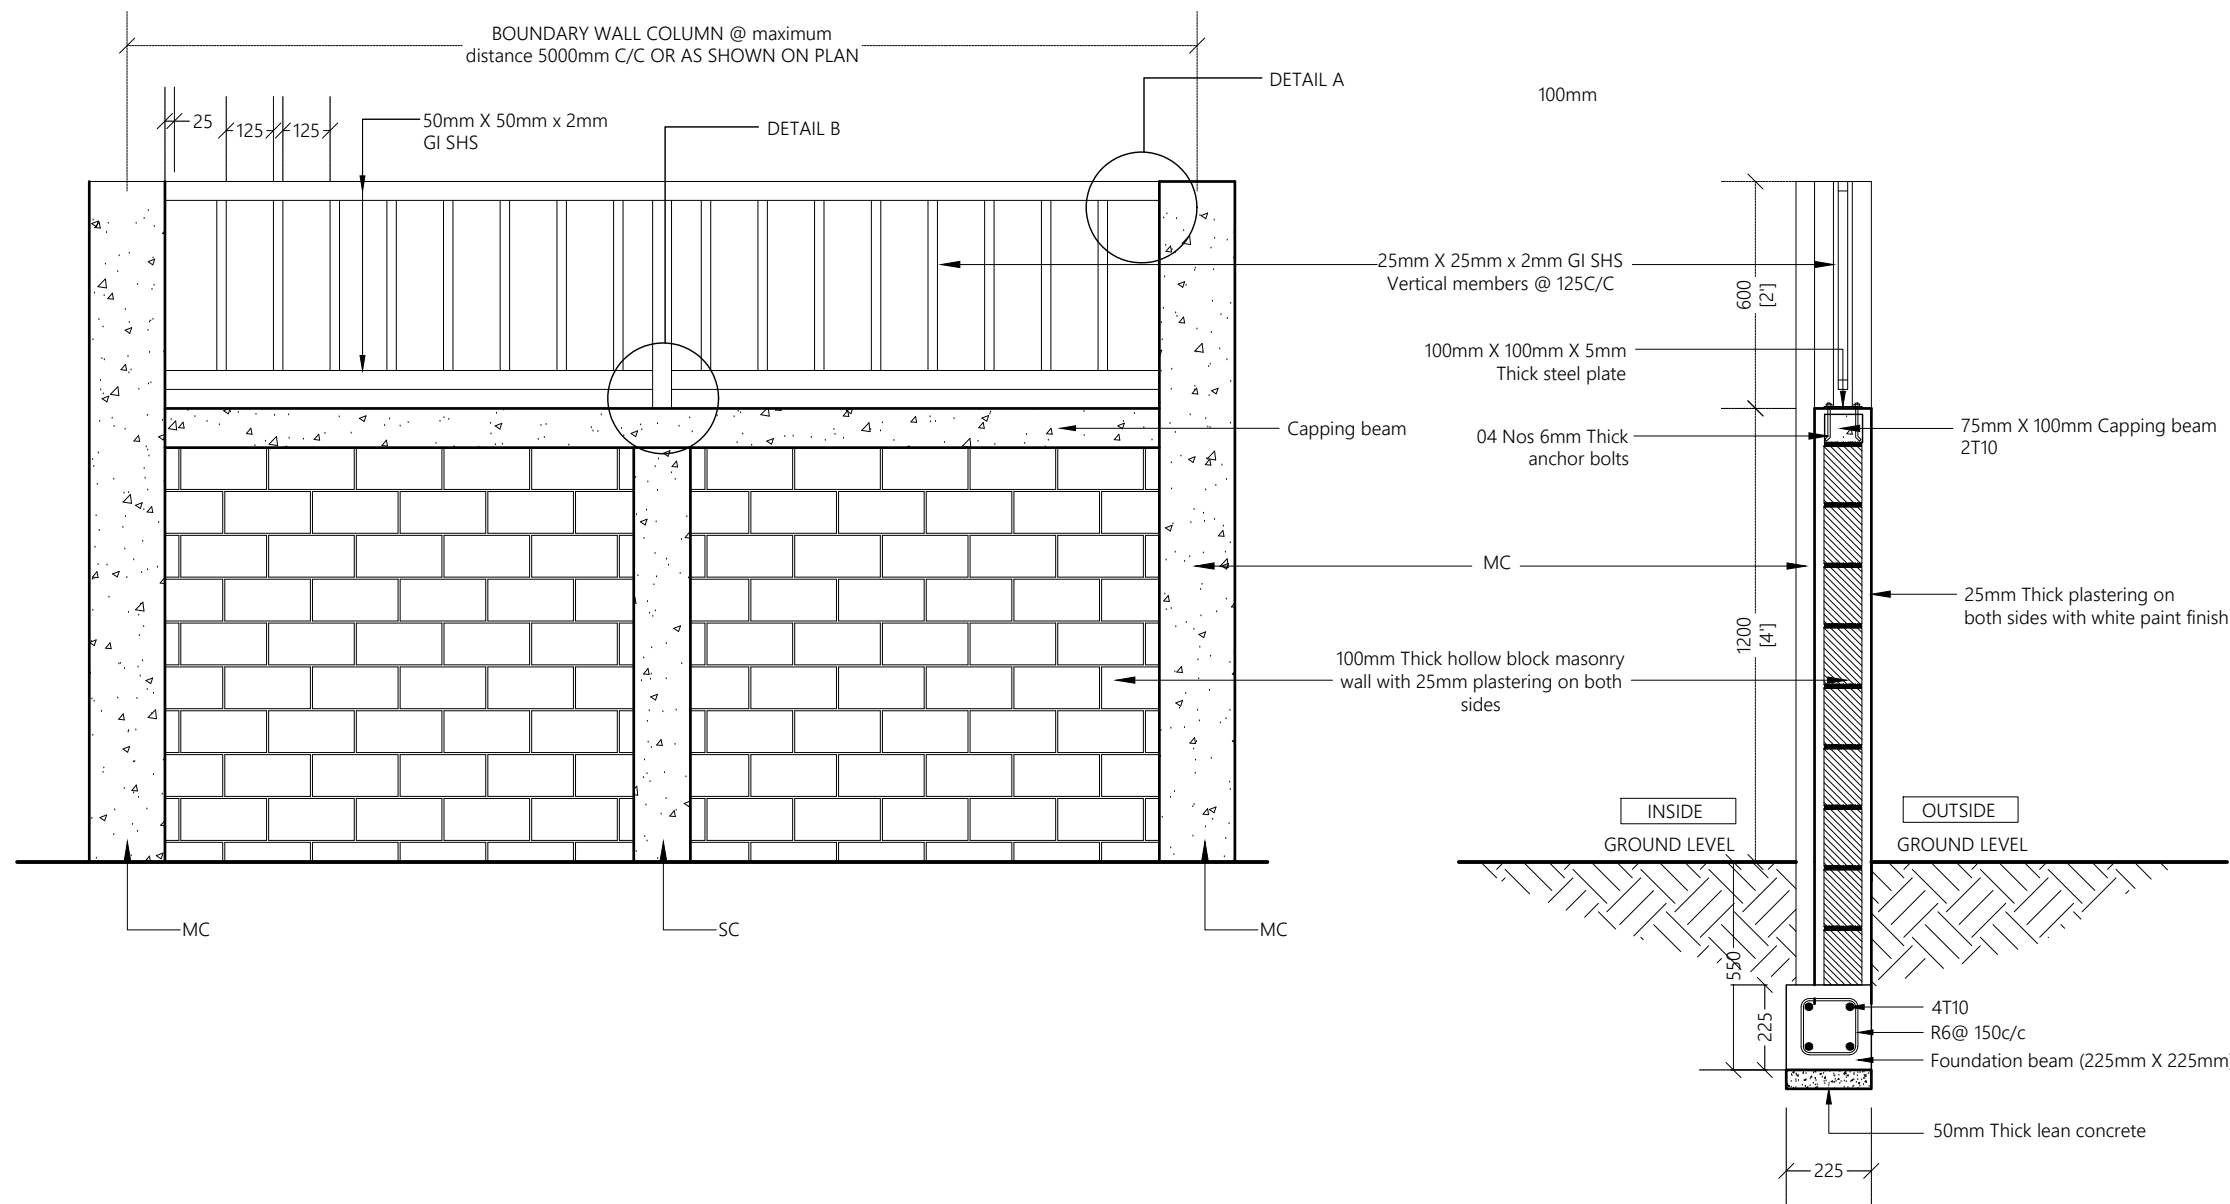 BOUNDARY WALL COLUMN @ maximum
distance 5000mm C/C OR AS SHOWN ON PLAN
DETAIL A
100mm
25
125
125
50mm X 50mm x 2mm
GI SHS
DETAIL B
25mm X 25mm x 2mm GI SHS
Vertical members @ 125C/C
600
[2']
100mm X 100mm X 5mm
Thick steel plate
Capping beam
04 Nos 6mm Thick
anchor bolts
75mm X 100mm Capping beam
2T10
MC
25mm Thick plastering on
both sides with white paint finish
1200
[4']
100mm Thick hollow block masonry
wall with 25mm plastering on both
sides
INSIDE
OUTSIDE
GROUND LEVEL
GROUND LEVEL
MC
SC
MC
550
225
4T10
R6@ 150c/c
Foundation beam (225mm X 225mm)
50mm Thick lean concrete
225